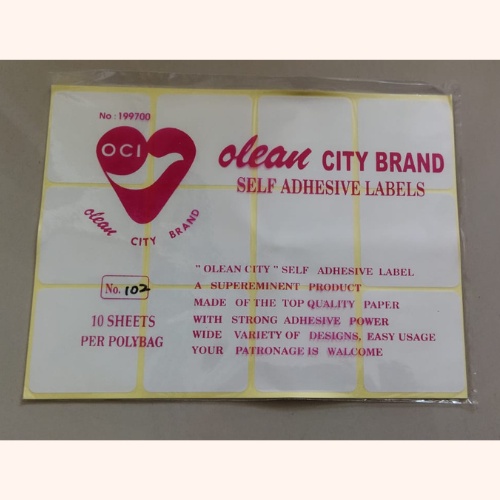 No : 199700
OCI
olean CITY BRAND
olean CITY BRAND
SELF ADHESIVE LABELS
No. 102
10 SHEETS
PER POLYBAG
" OLEAN CITY " SELF ADHESIVE LABEL
A SUPEREMINENT PRODUCT
MADE OF THE TOP QUALITY PAPER
WITH STRONG ADHESIVE POWER
WIDE VARIETY OF DESIGNS, EASY USAGE
YOUR PATRONAGE IS WALCOME